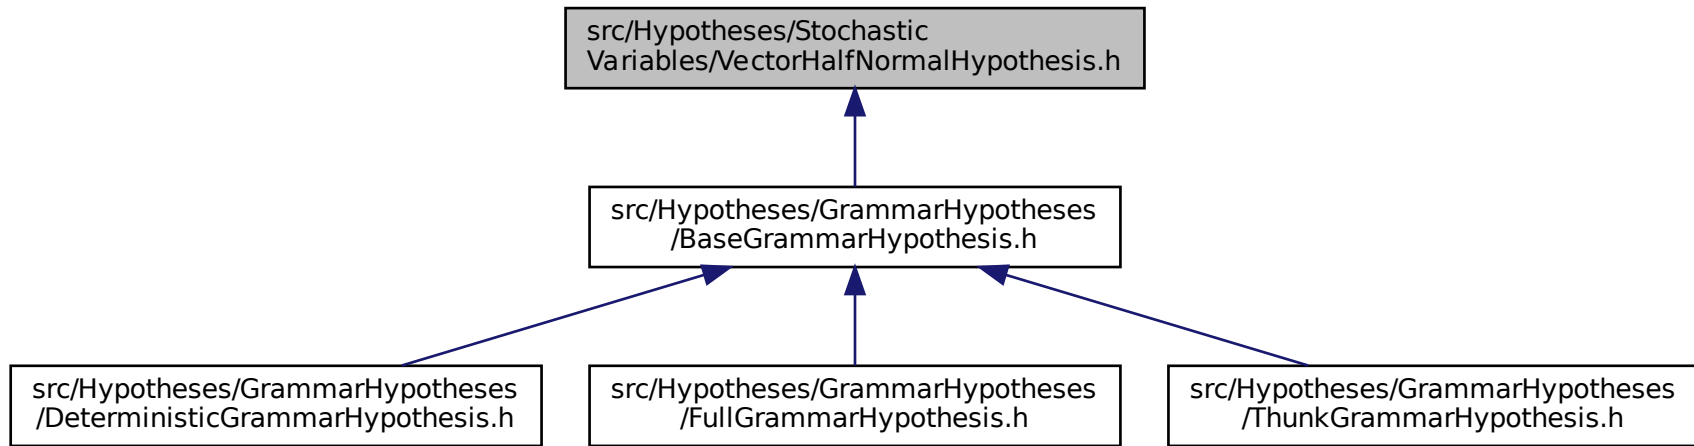 src/Hypotheses/Stochastic
Variables/VectorHalfNormalHypothesis.h
src/Hypotheses/GrammarHypotheses
/BaseGrammarHypothesis.h
src/Hypotheses/GrammarHypotheses
/DeterministicGrammarHypothesis.h
src/Hypotheses/GrammarHypotheses
/FullGrammarHypothesis.h
src/Hypotheses/GrammarHypotheses
/ThunkGrammarHypothesis.h